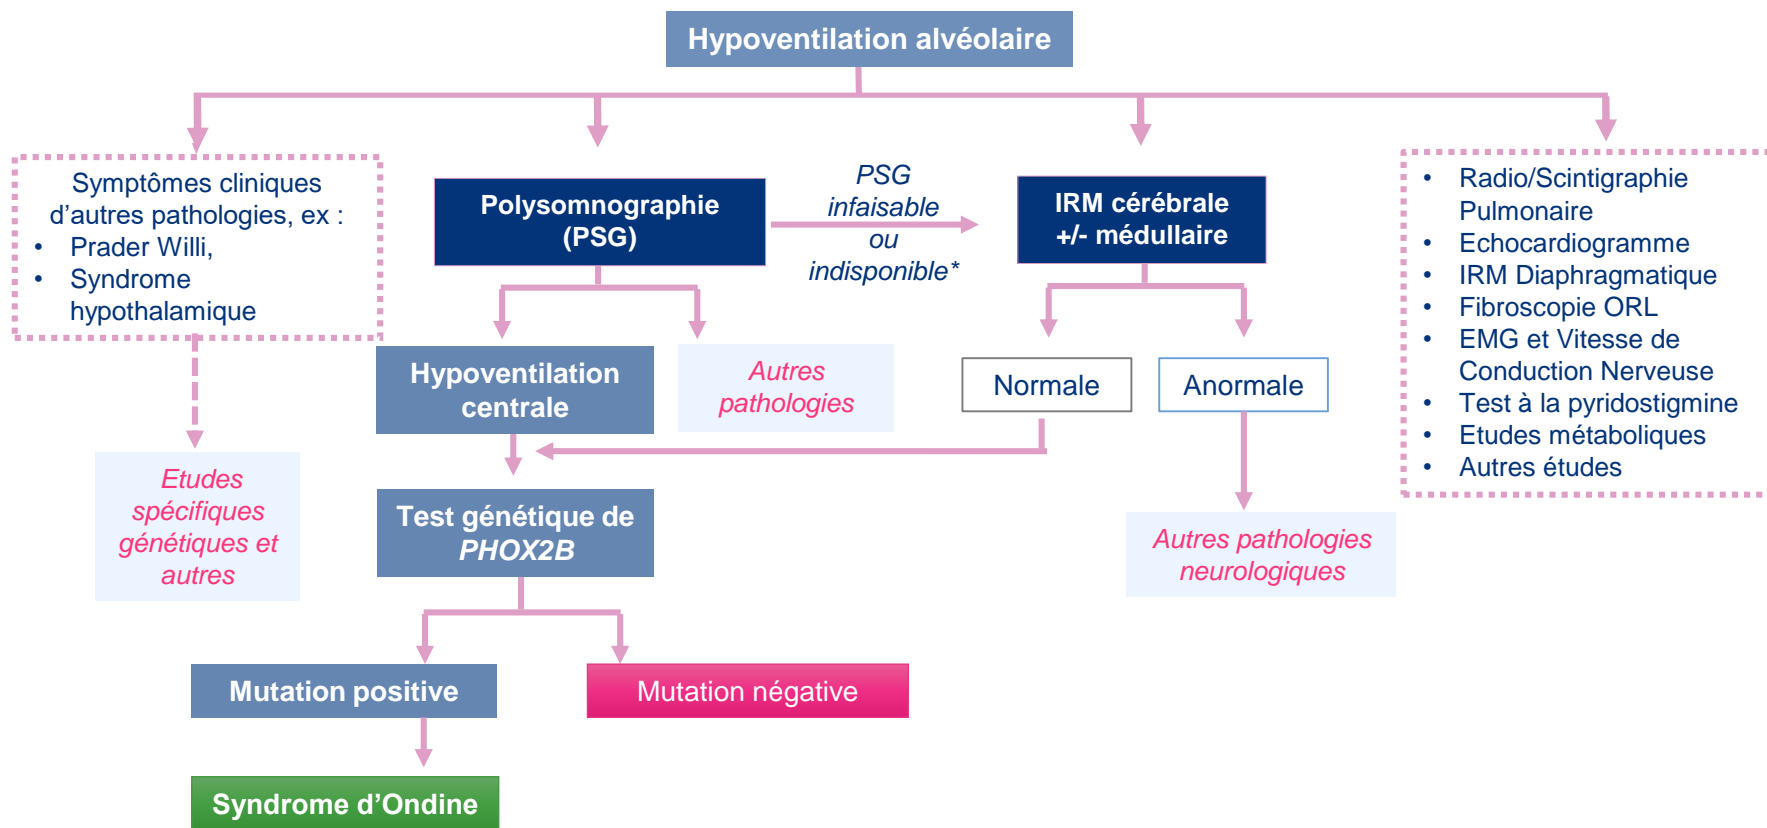 Hypoventilation alvéolaire
Symptômes cliniques
d’autres pathologies, ex :
• Prader Willi,
• Syndrome
hypothalamique
Polysomnographie
(PSG)
PSG
infaisable
ou
indisponible*
IRM cérébrale
+/- médullaire
• Radio/Scintigraphie
Pulmonaire
• Echocardiogramme
• IRM Diaphragmatique
• Fibroscopie ORL
• EMG et Vitesse de
Conduction Nerveuse
• Test à la pyridostigmine
• Etudes métaboliques
• Autres études
Hypoventilation
centrale
Autres
pathologies
Normale
Anormale
Etudes
spécifiques
génétiques et
autres
Test génétique de
PHOX2B
Autres pathologies
neurologiques
Mutation positive
Mutation négative
Syndrome d’Ondine